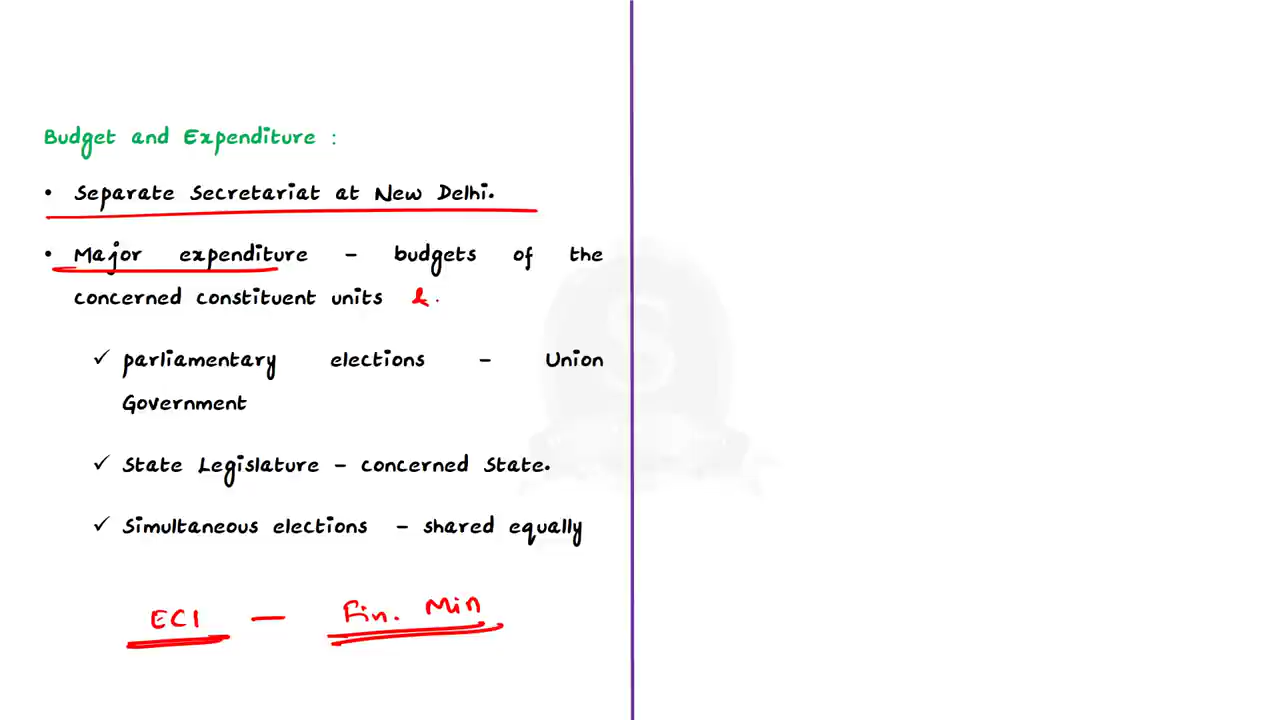 Budget and Expenditure :
• Separate Secretariat at New Delhi.
• Major expenditure – budgets of the
concerned constituent units &.
✓ parliamentary elections – Union
Government
✓ State Legislature – concerned State.
✓ Simultaneous elections – shared equally
ECI — Fin. Min